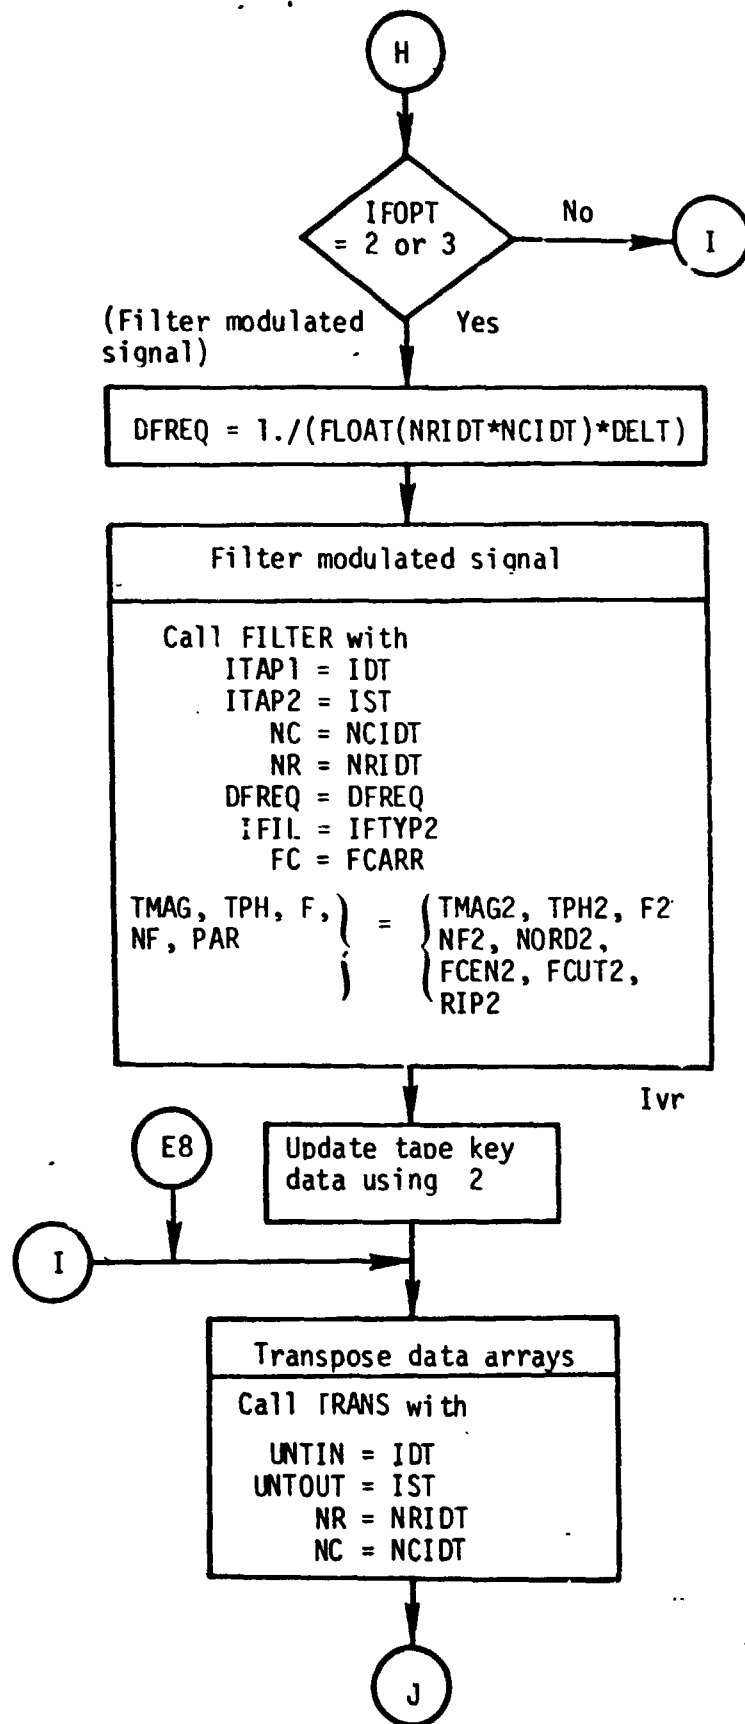 H
IFOPT
= 2 or 3
No
I
(Filter modulated
signal)
Yes
DFREQ = 1./(FLOAT(NRIDT*NCIDT)*DELT)
Filter modulated signal
Call FILTER with
ITAP1 = IDT
ITAP2 = IST
NC = NCIDT
NR = NRIDT
DFREQ = DFREQ
IFIL = IFTYP2
FC = FCARR
TMAG, TPH, F, ) = ( TMAG2, TPH2, F2
NF, PAR NF2, NORD2,
) ( FCEN2, FCUT2,
RIP2
Ivr
E8
Update tape key
data using 2
I
Transpose data arrays
Call TRANS with
UNTIN = IDT
UNTOUT = IST
NR = NRIDT
NC = NCIDT
J